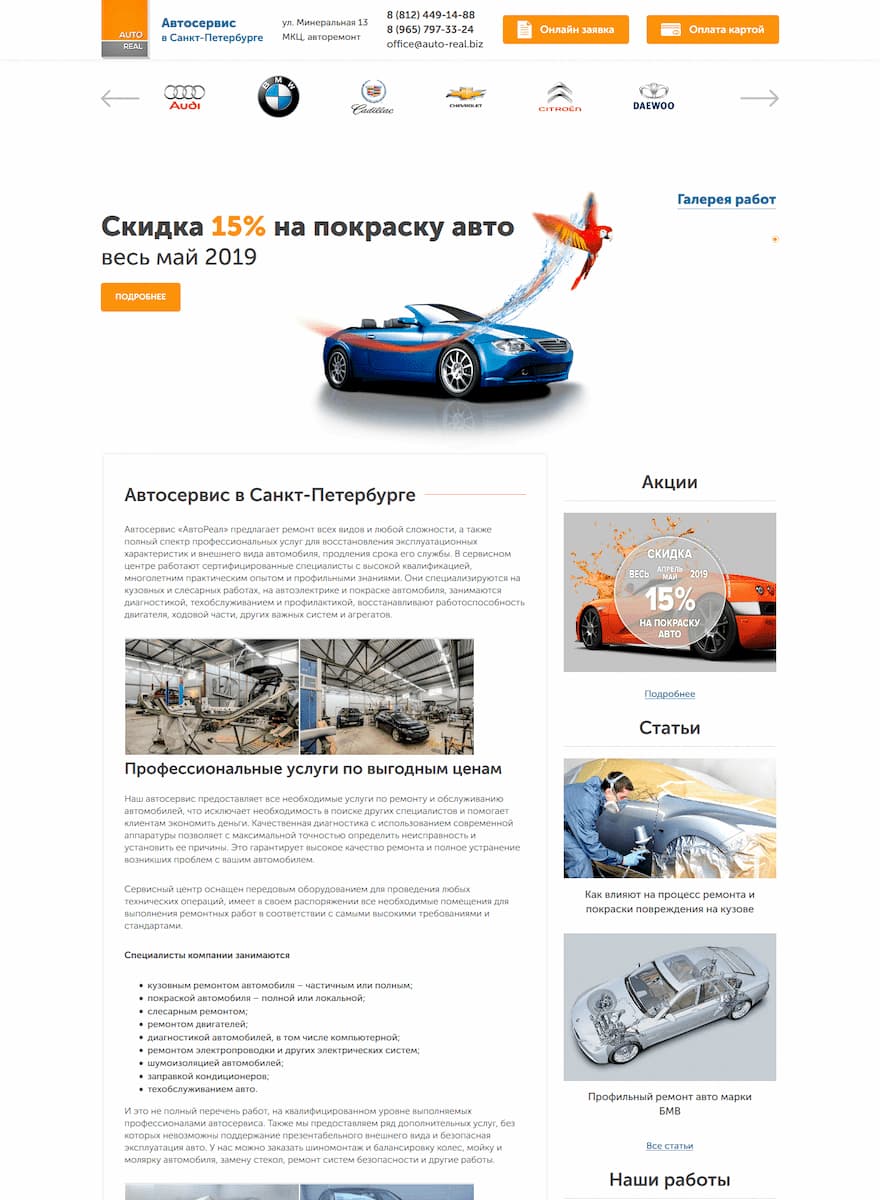 AUTO
REAL
Автосервис
в Санкт-Петербурге
ул. Минеральная 13
МКЦ, авторемонт
8 (812) 449-14-88
8 (965) 797-33-24
office@auto-real.biz
Онлайн заявка
Оплата картой
Audi
BMW
Cadillac
CHEVROLET
CITROËN
DAEWOO
Галерея работ
Скидка 15% на покраску авто
весь май 2019
ПОДРОБНЕЕ
Автосервис в Санкт-Петербурге
Автосервис «АвтоРеал» предлагает ремонт всех видов и любой сложности, а также
полный спектр профессиональных услуг для восстановления эксплуатационных
характеристик и внешнего вида автомобиля, продления срока его службы. В сервисном
центре работают сертифицированные специалисты с высокой квалификацией,
многолетним практическим опытом и профильными знаниями. Они специализируются на
кузовных и слесарных работах, на автоэлектрике и покраске автомобиля, занимаются
диагностикой, техобслуживанием и профилактикой, восстанавливают работоспособность
двигателя, ходовой части, других важных систем и агрегатов.
Профессиональные услуги по выгодным ценам
Наш автосервис предоставляет все необходимые услуги по ремонту и обслуживанию
автомобилей, что исключает необходимость в поиске других специалистов и помогает
клиентам экономить деньги. Качественная диагностика с использованием современной
аппаратуры позволяет с максимальной точностью определить неисправность и
установить ее причины. Это гарантирует высокое качество ремонта и полное устранение
возникших проблем с вашим автомобилем.
Сервисный центр оснащен передовым оборудованием для проведения любых
технических операций, имеет в своем распоряжении все необходимые помещения для
выполнения ремонтных работ в соответствии с самыми высокими требованиями и
стандартами.
Специалисты компании занимаются
• кузовным ремонтом автомобиля – частичным или полным;
• покраской автомобиля – полной или локальной;
• слесарным ремонтом;
• ремонтом двигателей;
• диагностикой автомобилей, в том числе компьютерной;
• ремонтом электропроводки и других электрических систем;
• шумоизоляцией автомобилей;
• заправкой кондиционеров;
• техобслуживанием авто.
И это не полный перечень работ, на квалифицированном уровне выполняемых
профессионалами автосервиса. Также мы предоставляем ряд дополнительных услуг, без
которых невозможны поддержание презентабельного внешнего вида и безопасная
эксплуатация авто. У нас можно заказать шиномонтаж и балансировку колес, мойку и
молярку автомобиля, замену стекол, ремонт систем безопасности и другие работы.
Акции
СКИДКА
ВЕСЬ АПРЕЛЬ МАЙ 2019
15%
НА ПОКРАСКУ
АВТО
Подробнее
Статьи
Как влияют на процесс ремонта и
покраски повреждения на кузове
Профильный ремонт авто марки
БМВ
Все статьи
Наши работы